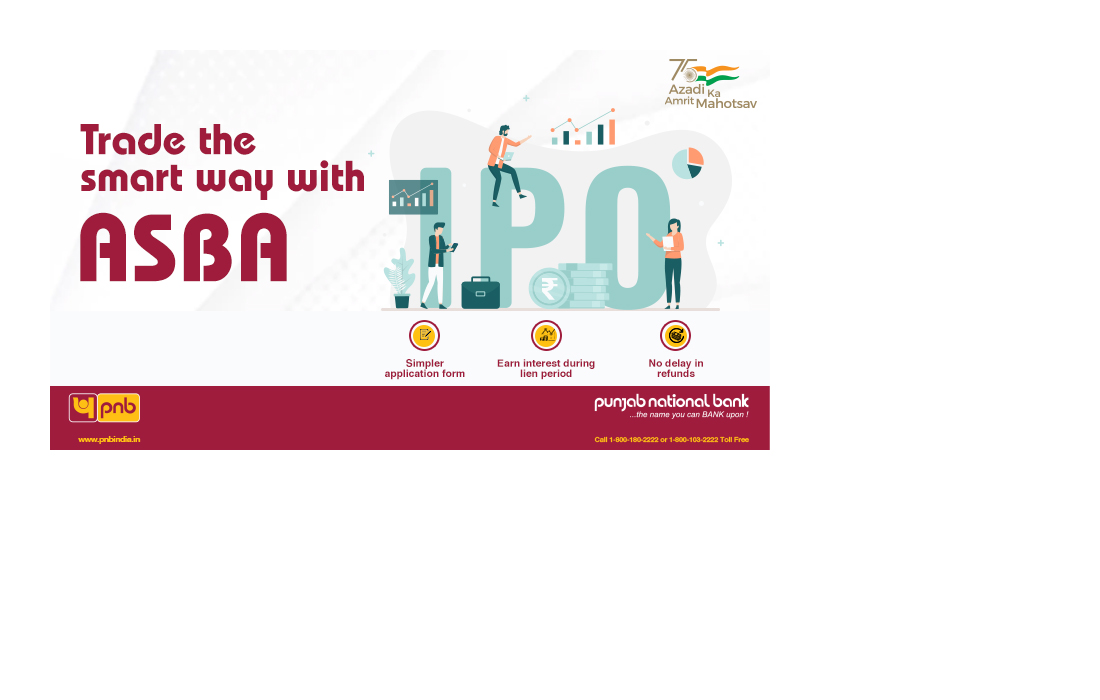 75
Azadi Ka
Amrit Mahotsav
Trade the
smart way with
ASBA
IPO
₹
Simpler
application form
Earn interest during
lien period
No delay in
refunds
ਪ pnb
punjab national bank
...the name you can BANK upon !
www.pnbindia.in
Call 1-800-180-2222 or 1-800-103-2222 Toll Free